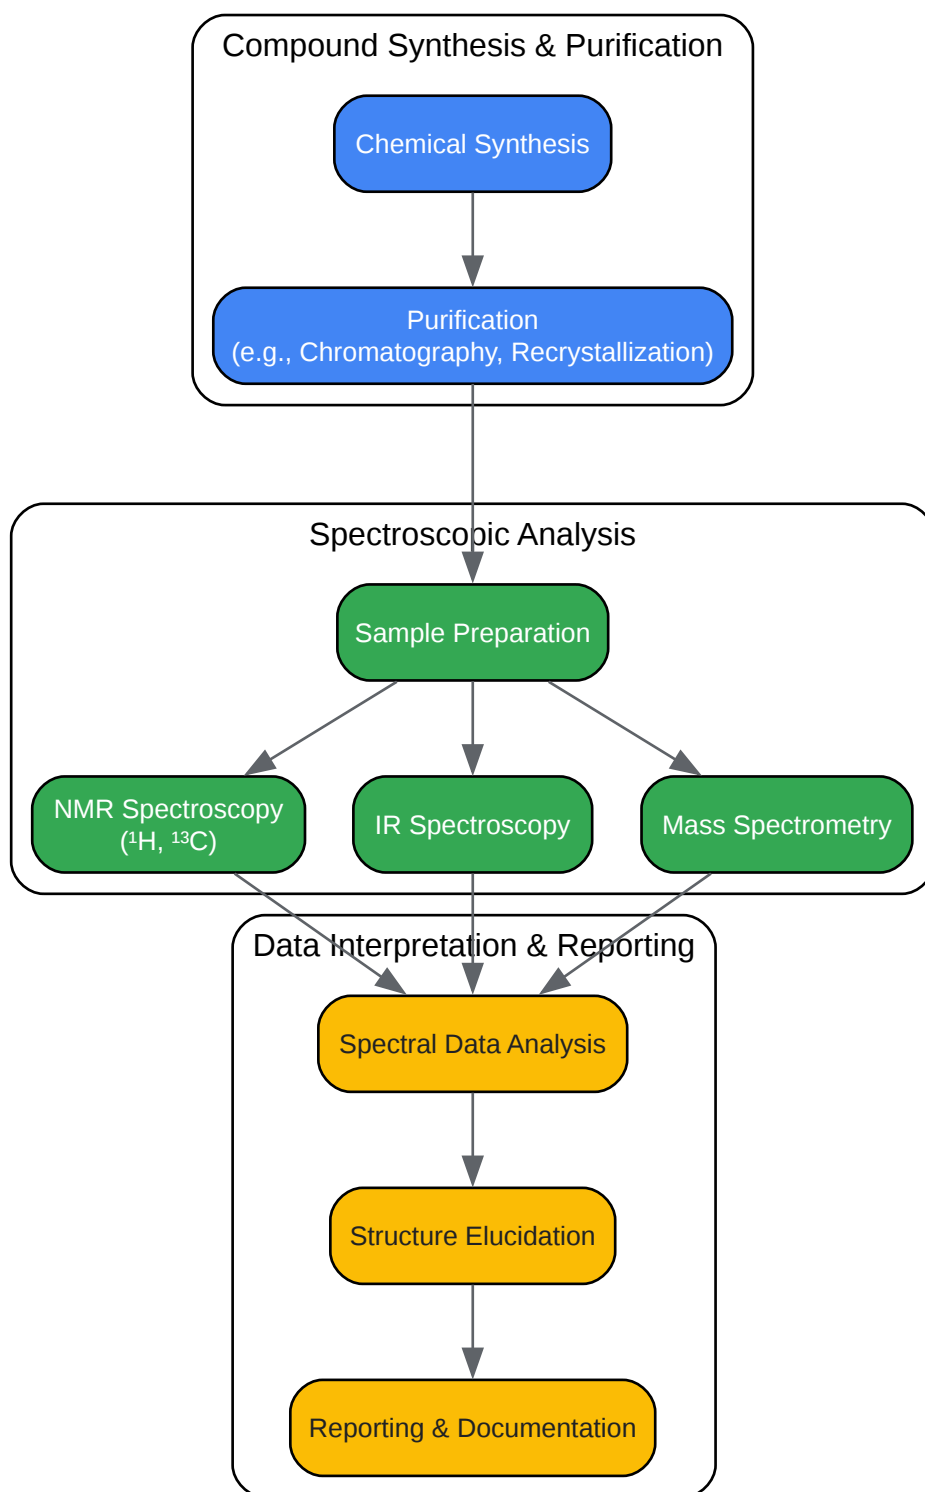 Compound Synthesis & Purification
Chemical Synthesis
Purification
(e.g., Chromatography, Recrystallization)
Spectroscopic Analysis
Sample Preparation
NMR Spectroscopy
(¹H, ¹³C)
IR Spectroscopy
Mass Spectrometry
Data Interpretation & Reporting
Spectral Data Analysis
Structure Elucidation
Reporting & Documentation